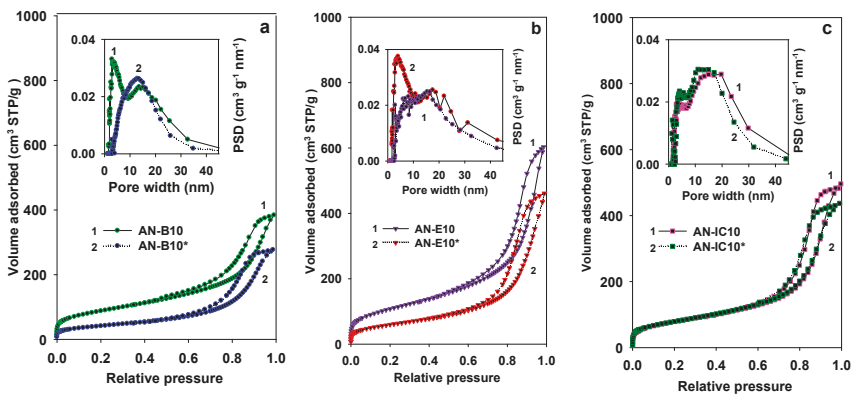 a
1000
800
600
400
200
0
Volume adsorbed (cm³ STP/g)
0.04
0.02
0.00
0 10 20 30 40
Pore width (nm)
PSD (cm³ g⁻¹ nm⁻¹)
1
2
1 AN-B10
2 AN-B10*
1
2
0.0 0.2 0.4 0.6 0.8 1.0
Relative pressure
b
1000
800
600
400
200
0
Volume adsorbed (cm³ STP/g)
0.04
0.02
0.00
0 10 20 30 40
Pore width (nm)
PSD (cm³ g⁻¹ nm⁻¹)
2
1
1 AN-E10
2 AN-E10*
1
2
0.0 0.2 0.4 0.6 0.8 1.0
Relative pressure
c
1000
800
600
400
200
0
Volume adsorbed (cm³ STP/g)
0.04
0.02
0.00
0 10 20 30 40
Pore width (nm)
PSD (cm³ g⁻¹ nm⁻¹)
1
2
1 AN-IC10
2 AN-IC10*
1
2
0.0 0.2 0.4 0.6 0.8 1.0
Relative pressure